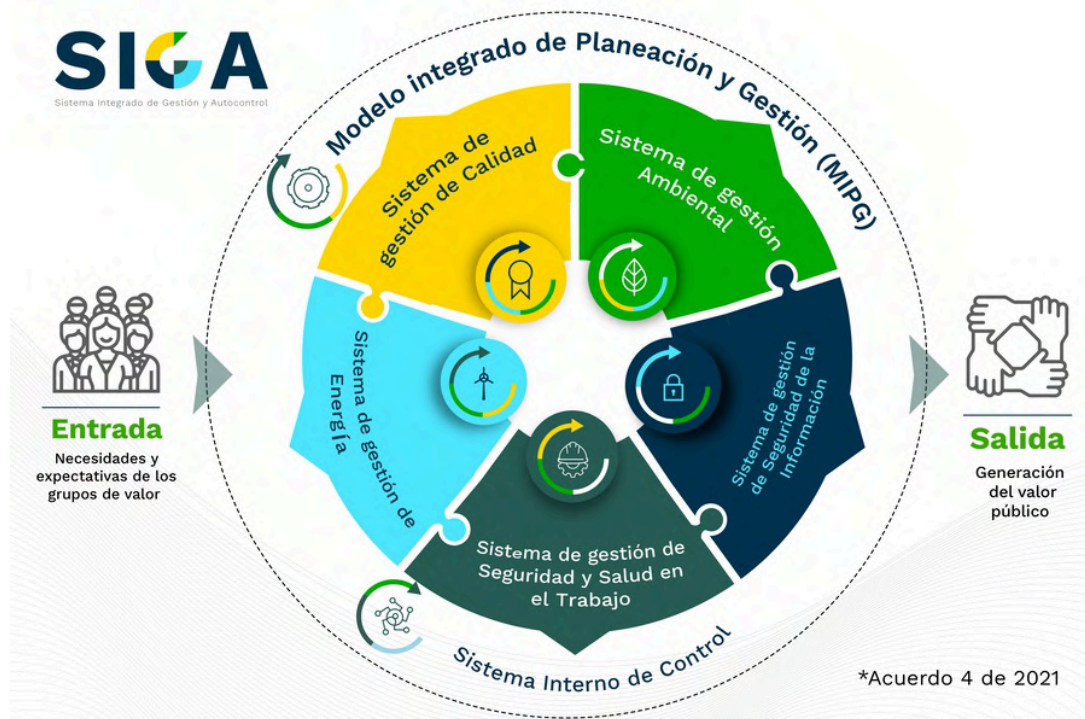 SIGA
Sistema Integrado de Gestión y Autocontrol
Modelo integrado de Planeación y Gestión (MIPG)
Sistema de
gestión de Calidad
Sistema de gestión
Ambiental
Sistema de gestión de
Energía
Sistema de gestión
de Seguridad de la
Información
Sistema de gestión de
Seguridad y Salud en
el Trabajo
Entrada
Necesidades y
expectativas de los
grupos de valor
Salida
Generación
del valor
público
Sistema Interno de Control
*Acuerdo 4 de 2021